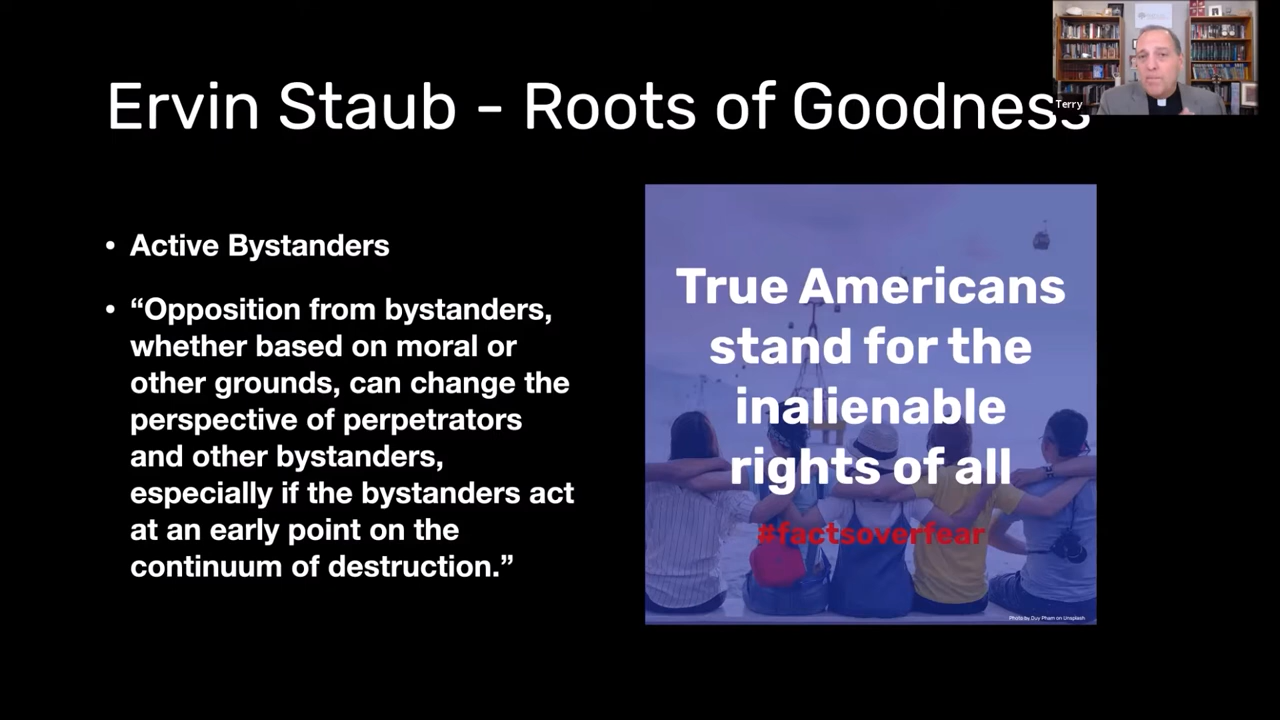 Ervin Staub - Roots of Goodness
Terry
• Active Bystanders
• “Opposition from bystanders,
whether based on moral or
other grounds, can change the
perspective of perpetrators
and other bystanders,
especially if the bystanders act
at an early point on the
continuum of destruction.”
True Americans
stand for the
inalienable
rights of all
#factsoverfear
Photo by Duy Pham on Unsplash